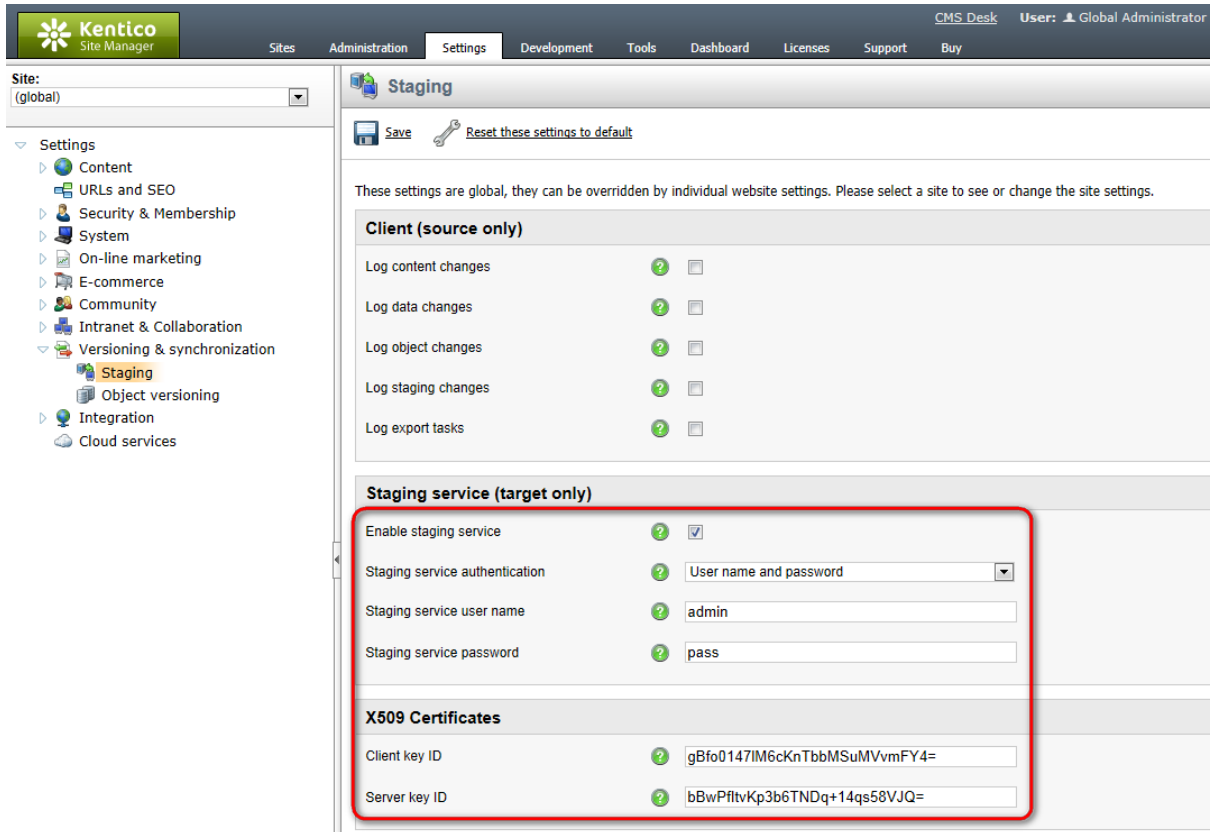 Kentico
Site Manager
CMS Desk User: Global Administrator
Sites Administration Settings Development Tools Dashboard Licenses Support Buy
Site:
(global)
Settings
Content
URLs and SEO
Security & Membership
System
On-line marketing
E-commerce
Community
Intranet & Collaboration
Versioning & synchronization
Staging
Object versioning
Integration
Cloud services
Staging
Save Reset these settings to default
These settings are global, they can be overridden by individual website settings. Please select a site to see or change the site settings.
Client (source only)
Log content changes
Log data changes
Log object changes
Log staging changes
Log export tasks
Staging service (target only)
Enable staging service
Staging service authentication User name and password
Staging service user name admin
Staging service password pass
X509 Certificates
Client key ID gBfo0147lM6cKnTbbMSuMVvmFY4=
Server key ID bBwPfltvKp3b6TNDq+14qs58VJQ=